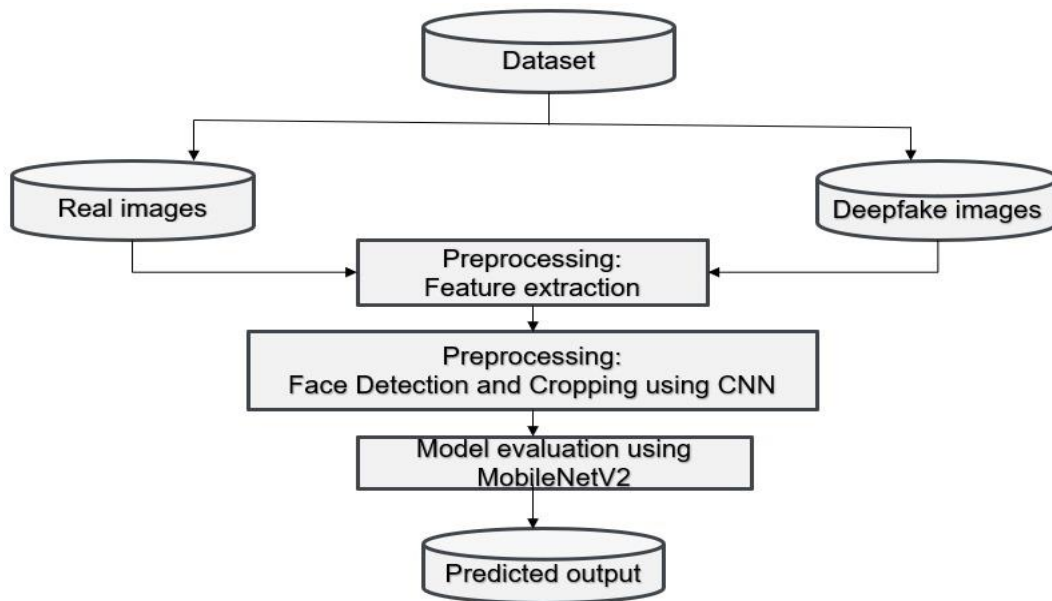 Dataset
Real images
Deepfake images
Preprocessing:
Feature extraction
Preprocessing:
Face Detection and Cropping using CNN
Model evaluation using
MobileNetV2
Predicted output